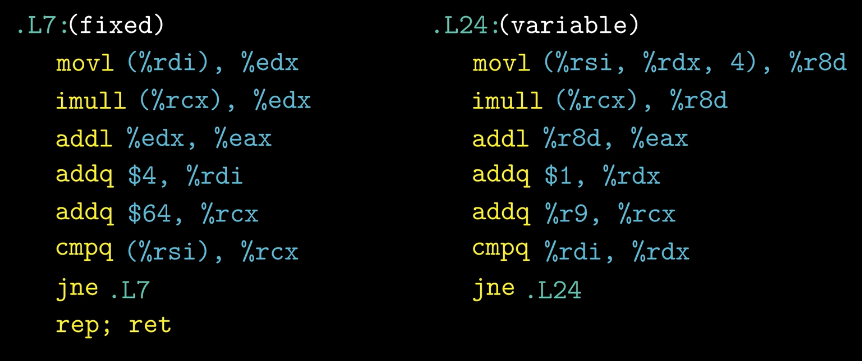 .L7:(fixed)
movl (%rdi), %edx
imull (%rcx), %edx
addl %edx, %eax
addq $4, %rdi
addq $64, %rcx
cmpq (%rsi), %rcx
jne .L7
rep; ret
.L24:(variable)
movl (%rsi, %rdx, 4), %r8d
imull (%rcx), %r8d
addl %r8d, %eax
addq $1, %rdx
addq %r9, %rcx
cmpq %rdi, %rdx
jne .L24